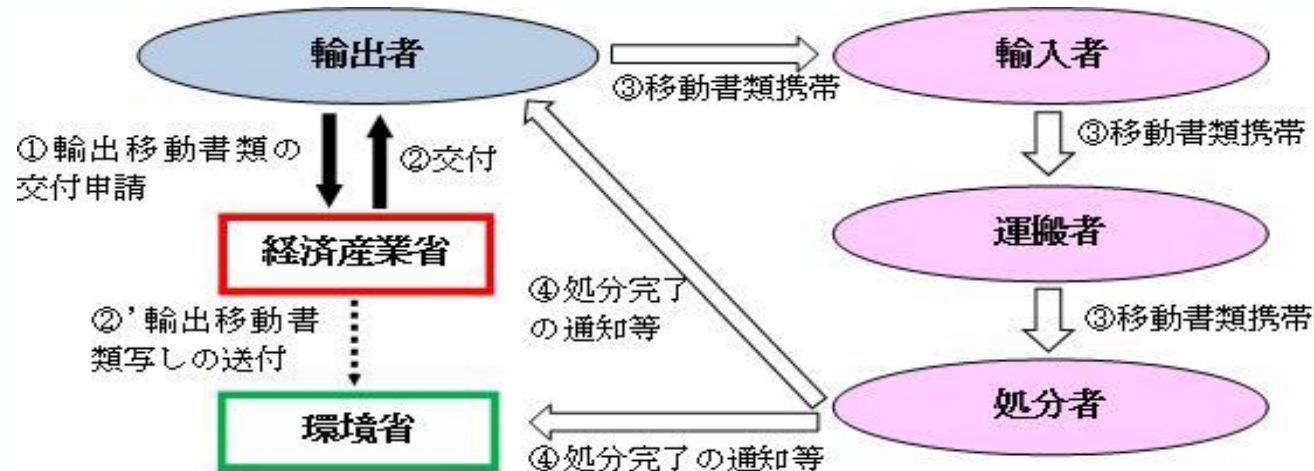 輸出者
③移動書類携帯
輸入者
①輸出移動書類の
交付申請
②交付
③移動書類携帯
経済産業省
運搬者
②’輸出移動書
類写しの送付
④処分完了
の通知等
③移動書類携帯
環境省
処分者
④処分完了の通知等